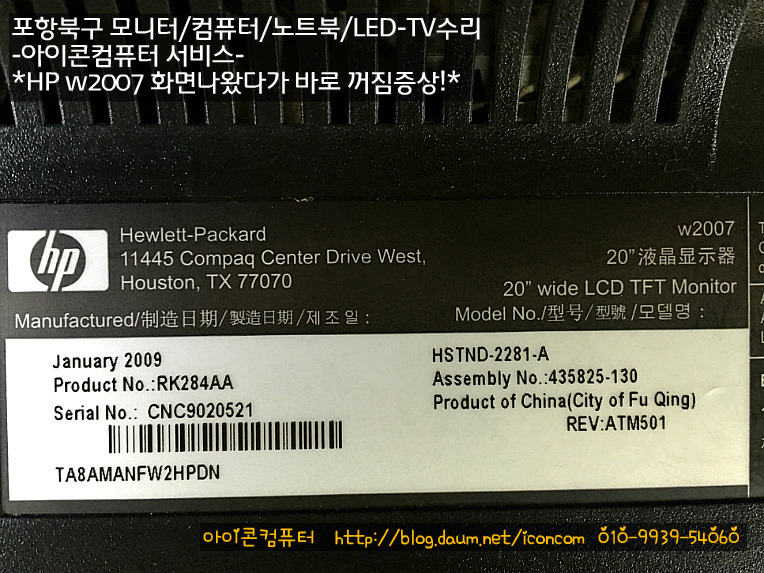 포항북구 모니터/컴퓨터/노트북/LED-TV수리
-아이콘컴퓨터 서비스-
*HP w2007 화면나왔다가 바로 꺼짐증상!*
hp
Hewlett-Packard
11445 Compaq Center Drive West,
Houston, TX 77070
w2007
20" 液晶显示器
20" wide LCD TFT Monitor
Manufactured/制造日期/製造日期/제조일:
Model No./型号/型號/모델명:
January 2009
Product No.:RK284AA
Serial No.: CNC9020521
TA8AMANFW2HPDN
HSTND-2281-A
Assembly No.:435825-130
Product of China(City of Fu Qing)
REV:ATM501
아이콘컴퓨터 http://blog.daum.net/iconcom 010-9939-54060